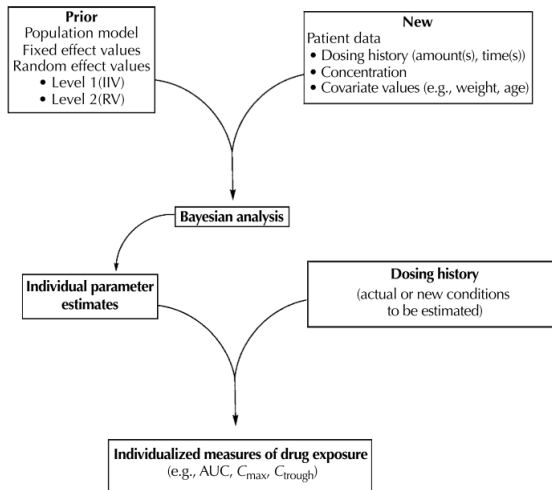 Prior
Population model
Fixed effect values
Random effect values
• Level 1(IIV)
• Level 2(RV)
New
Patient data
• Dosing history (amount(s), time(s))
• Concentration
• Covariate values (e.g., weight, age)
Bayesian analysis
Individual parameter
estimates
Dosing history
(actual or new conditions
to be estimated)
Individualized measures of drug exposure
(e.g., AUC, Cmax, Ctrough)